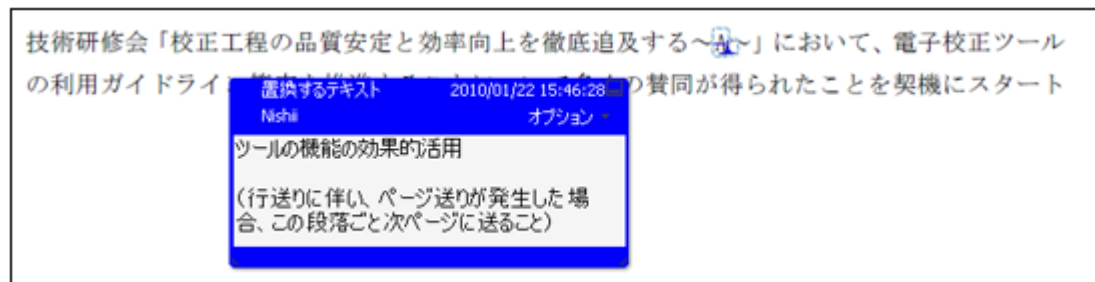 技術研修会「校正工程の品質安定と効率向上を徹底追及する~A~」において、電子校正ツール
の利用ガイドライ の賛同が得られたことを契機にスタート
置換するテキスト 2010/01/22 15:46:28
Nishii オプション
ツールの機能の効果的活用
(行送りに伴い、ページ送りが発生した場
合、この段落ごと次ページに送ること)